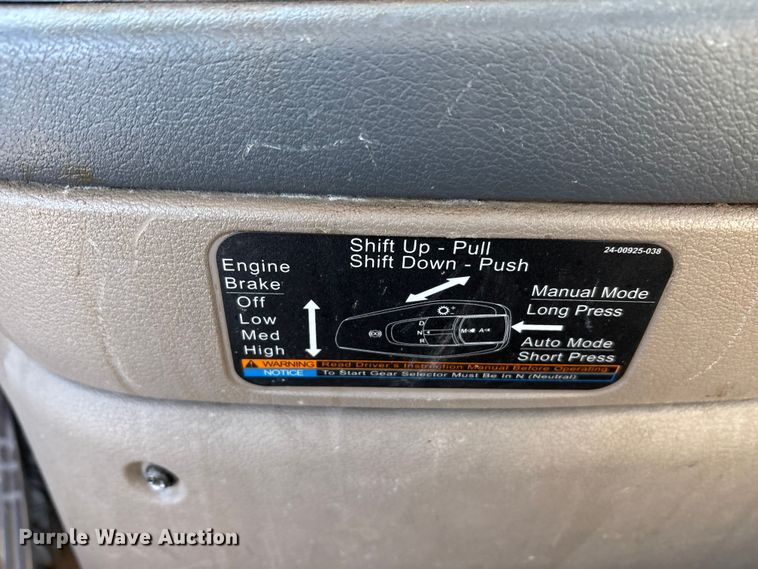 Shift Up - Pull
Shift Down - Push
24-00925-038
Engine
Brake
Off
Low
Med
High
Manual Mode
Long Press
Auto Mode
Short Press
D
N
R
M
A
WARNING Read Driver's Instruction Manual Before Operating
NOTICE To Start Gear Selector Must Be In N (Neutral)
Purple Wave Auction